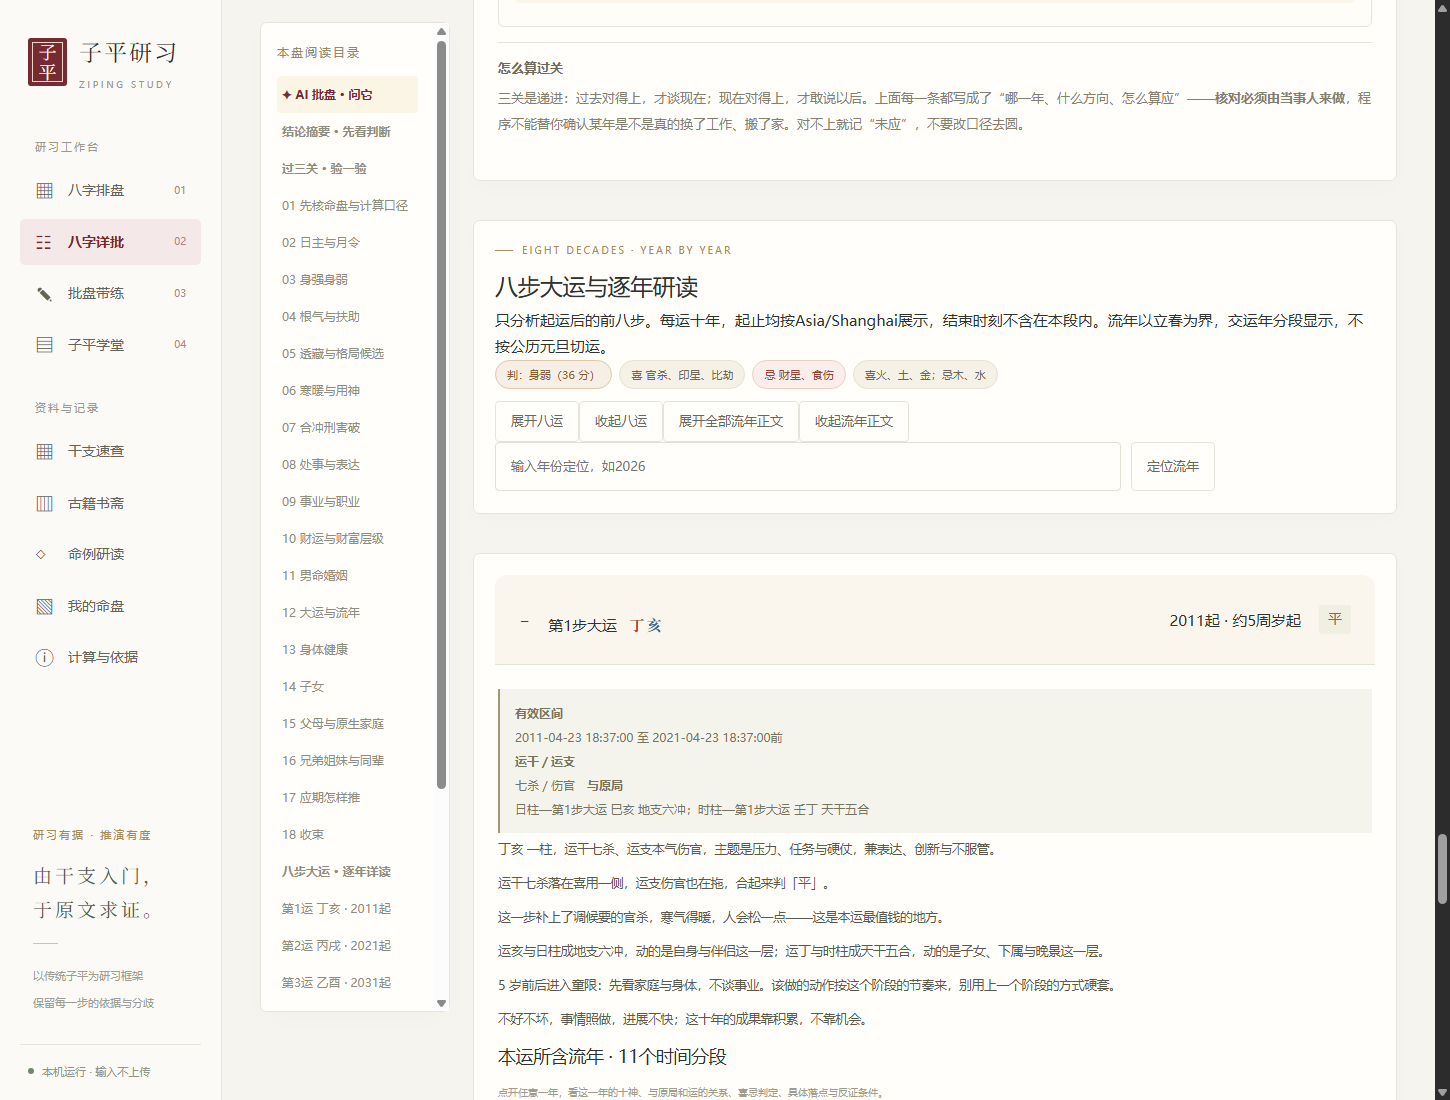 子平
子平研习
ZIPING STUDY
研习工作台
八字排盘 01
八字详批 02
批盘带练 03
子平学堂 04
资料与记录
干支速查
古籍书斋
命例研读
我的命盘
计算与依据
研习有据 · 推演有度
由干支入门，
于原文求证。
以传统子平为研习框架
保留每一步的依据与分歧
本机运行 · 输入不上传
本盘阅读目录
✦ AI 批盘 • 问它
结论摘要 • 先看判断
过三关 • 验一验
01 先核命盘与计算口径
02 日主与月令
03 身强身弱
04 根气与扶助
05 透藏与格局候选
06 寒暖与用神
07 合冲刑害破
08 处事与表达
09 事业与职业
10 财运与财富层级
11 男命婚姻
12 大运与流年
13 身体健康
14 子女
15 父母与原生家庭
16 兄弟姐妹与同辈
17 应期怎样推
18 收束
八步大运 • 逐年详读
第1运 丁亥 · 2011起
第2运 丙戌 · 2021起
第3运 乙酉 · 2031起
怎么算过关
三关是递进：过去对得上，才谈现在；现在对得上，才敢说以后。上面每一条都写成了“哪一年、什么方向、怎么算应”——核对必须由当事人来做，程
序不能替你确认某年是不是真的换了工作、搬了家。对不上就记“未应”，不要改口径去圆。
EIGHT DECADES · YEAR BY YEAR
八步大运与逐年研读
只分析起运后的前八步。每运十年，起止均按Asia/Shanghai展示，结束时刻不含在本段内。流年以立春为界，交运年分段显示，不
按公历元旦切运。
判：身弱（36 分）
喜 官杀、印星、比劫
忌 财星、食伤
喜火、土、金；忌木、水
展开八运
收起八运
展开全部流年正文
收起流年正文
输入年份定位，如2026
定位流年
− 第1步大运 丁亥
2011起 · 约5周岁起
平
有效区间
2011-04-23 18:37:00 至 2021-04-23 18:37:00前
运干 / 运支
七杀 / 伤官 与原局
日柱—第1步大运 巳亥 地支六冲；时柱—第1步大运 壬丁 天干五合
丁亥 一柱，运干七杀、运支本气伤官，主题是压力、任务与硬仗，兼表达、创新与不服管。
运干七杀落在喜用一侧，运支伤官也在拖，合起来判「平」。
这一步补上了调候要的官杀，寒气得暖，人会松一点——这是本运最值钱的地方。
运亥与日柱成地支六冲，动的是自身与伴侣这一层；运丁与时柱成天干五合，动的是子女、下属与晚景这一层。
5 岁前后进入童限：先看家庭与身体，不谈事业。该做的动作按这个阶段的节奏来，别用上一个阶段的方式硬套。
不好不坏，事情照做，进展不快；这十年的成果靠积累，不靠机会。
本运所含流年 · 11个时间分段
点开任意一年，看这一年的十神、与原局和运的关系、喜忌判定、具体落点与反证条件。